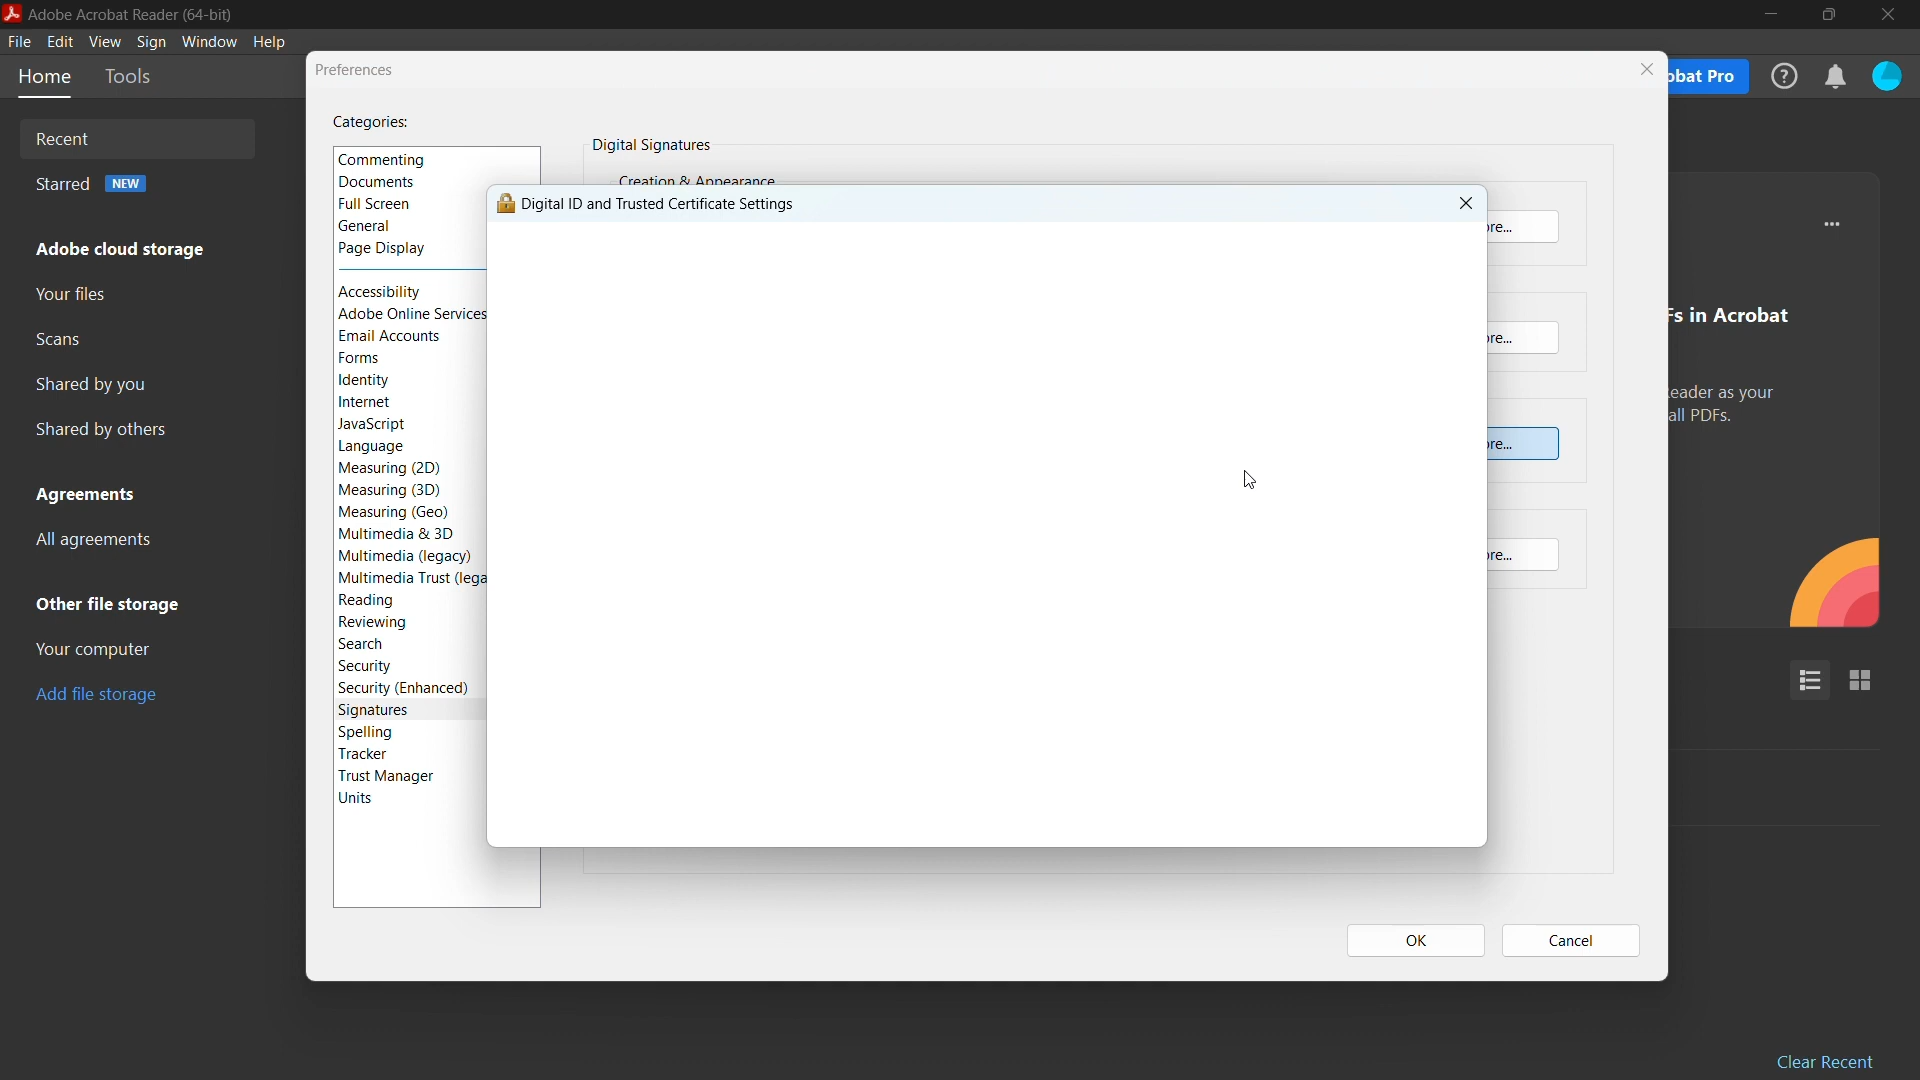 Adobe Acrobat Reader (64-bit)
File Edit View Sign Window Help
Home Tools
Preferences
bat Pro
Recent
Starred NEW
Adobe cloud storage
Your files
Scans
Shared by you
Shared by others
Agreements
All agreements
Other file storage
Your computer
Add file storage
Categories:
Commenting
Documents
Full Screen
General
Page Display
Accessibility
Adobe Online Services
Email Accounts
Forms
Identity
Internet
JavaScript
Language
Measuring (2D)
Measuring (3D)
Measuring (Geo)
Multimedia & 3D
Multimedia (legacy)
Multimedia Trust (lega
Reading
Reviewing
Search
Security
Security (Enhanced)
Signatures
Spelling
Tracker
Trust Manager
Units
Digital Signatures
Creation & Appearance
Digital ID and Trusted Certificate Settings
re...
re...
re...
re...
OK Cancel
Fs in Acrobat
eader as your
all PDFs.
Clear Recent